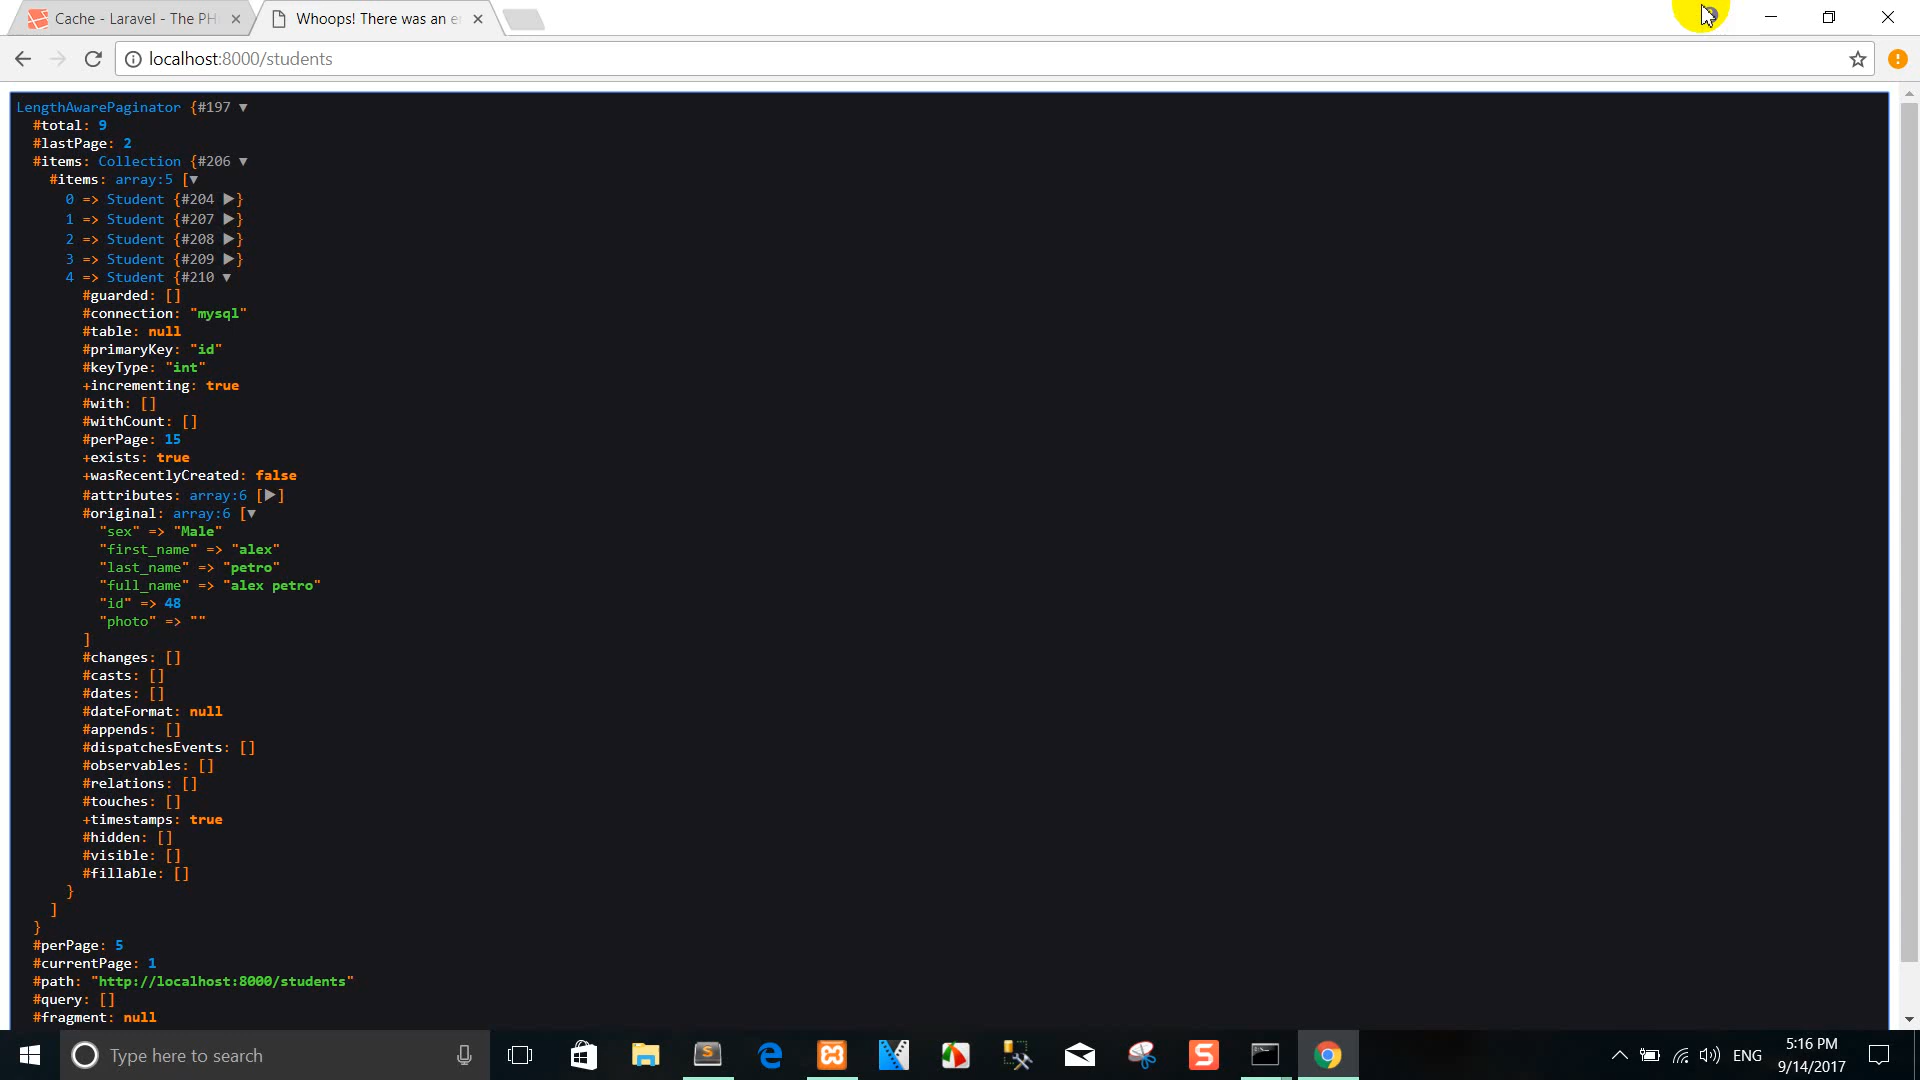 Cache - Laravel - The PH
Whoops! There was an e
localhost:8000/students
LengthAwarePaginator {#197 ▼
#total: 9
#lastPage: 2
#items: Collection {#206 ▼
#items: array:5 [▼
0 => Student {#204 ▶}
1 => Student {#207 ▶}
2 => Student {#208 ▶}
3 => Student {#209 ▶}
4 => Student {#210 ▼
#guarded: []
#connection: "mysql"
#table: null
#primaryKey: "id"
#keyType: "int"
+incrementing: true
#with: []
#withCount: []
#perPage: 15
+exists: true
+wasRecentlyCreated: false
#attributes: array:6 [▶]
#original: array:6 [▼
"sex" => "Male"
"first_name" => "alex"
"last_name" => "petro"
"full_name" => "alex petro"
"id" => 48
"photo" => ""
]
#changes: []
#casts: []
#dates: []
#dateFormat: null
#appends: []
#dispatchesEvents: []
#observables: []
#relations: []
#touches: []
+timestamps: true
#hidden: []
#visible: []
#fillable: []
}
]
}
#perPage: 5
#currentPage: 1
#path: "http://localhost:8000/students"
#query: []
#fragment: null
Type here to search
ENG
5:16 PM
9/14/2017